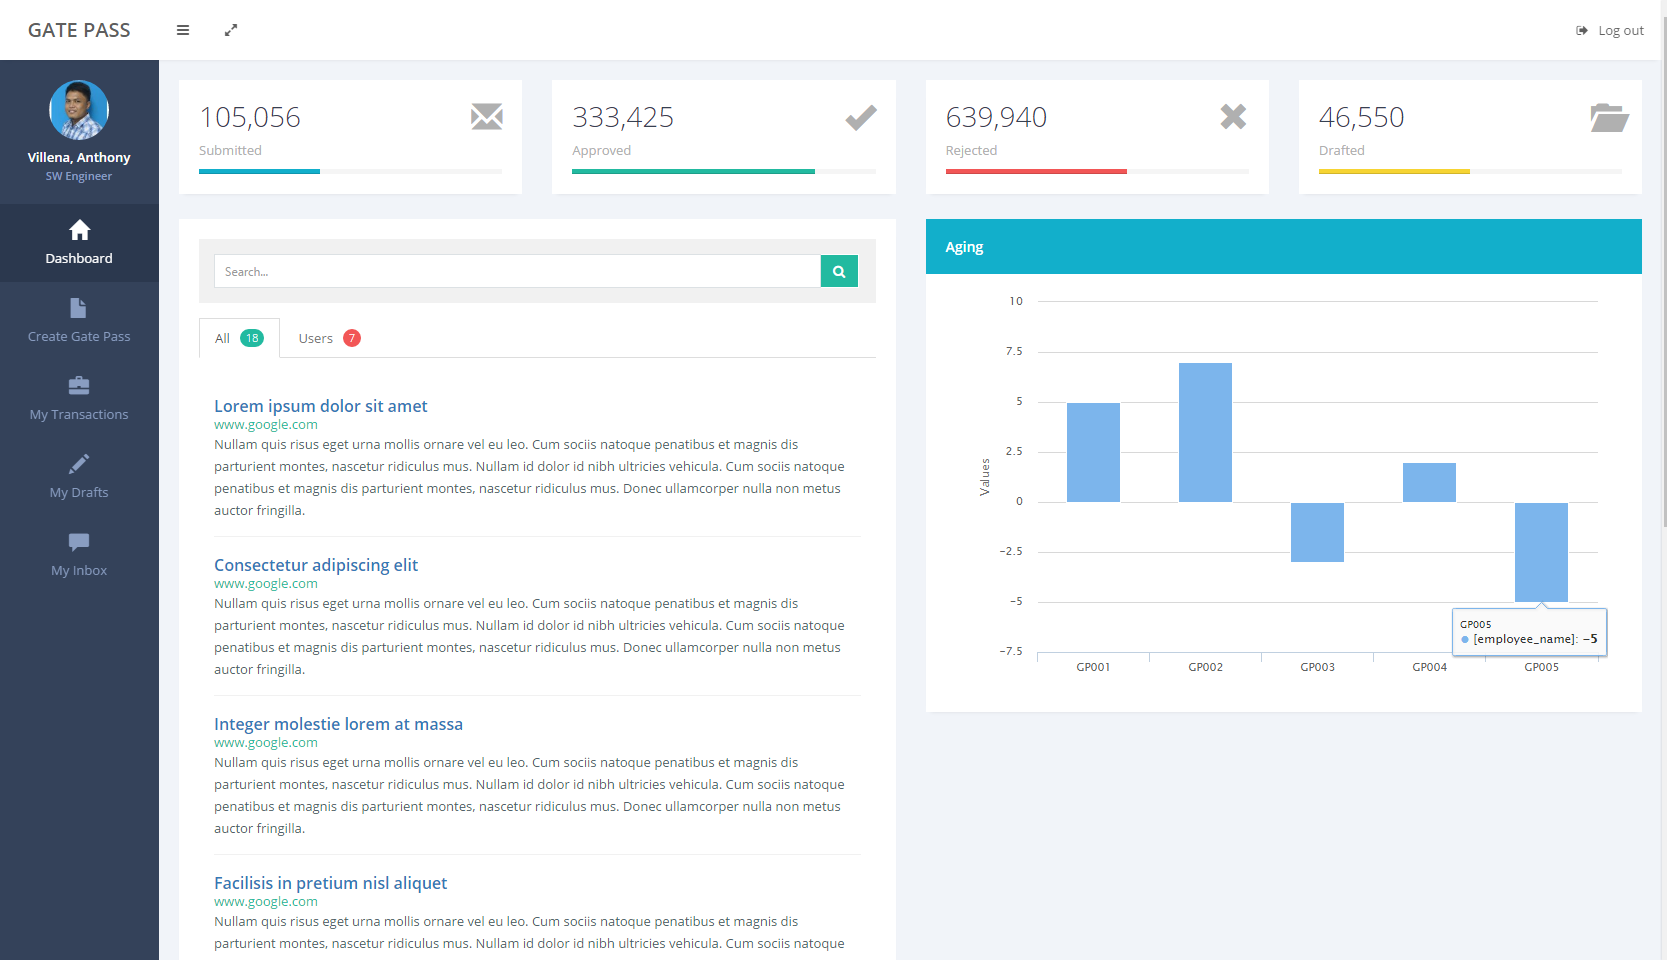 GATE PASS
Log out
Villena, Anthony
SW Engineer
Dashboard
Create Gate Pass
My Transactions
My Drafts
My Inbox
105,056
Submitted
333,425
Approved
639,940
Rejected
46,550
Drafted
Search...
All 18
Users 7
Lorem ipsum dolor sit amet
www.google.com
Nullam quis risus eget urna mollis ornare vel eu leo. Cum sociis natoque penatibus et magnis dis
parturient montes, nascetur ridiculus mus. Nullam id dolor id nibh ultricies vehicula. Cum sociis natoque
penatibus et magnis dis parturient montes, nascetur ridiculus mus. Donec ullamcorper nulla non metus
auctor fringilla.
Consectetur adipiscing elit
www.google.com
Nullam quis risus eget urna mollis ornare vel eu leo. Cum sociis natoque penatibus et magnis dis
parturient montes, nascetur ridiculus mus. Nullam id dolor id nibh ultricies vehicula. Cum sociis natoque
penatibus et magnis dis parturient montes, nascetur ridiculus mus. Donec ullamcorper nulla non metus
auctor fringilla.
Integer molestie lorem at massa
www.google.com
Nullam quis risus eget urna mollis ornare vel eu leo. Cum sociis natoque penatibus et magnis dis
parturient montes, nascetur ridiculus mus. Nullam id dolor id nibh ultricies vehicula. Cum sociis natoque
penatibus et magnis dis parturient montes, nascetur ridiculus mus. Donec ullamcorper nulla non metus
auctor fringilla.
Facilisis in pretium nisl aliquet
www.google.com
Nullam quis risus eget urna mollis ornare vel eu leo. Cum sociis natoque penatibus et magnis dis
parturient montes, nascetur ridiculus mus. Nullam id dolor id nibh ultricies vehicula. Cum sociis natoque
Aging
Values
10
7.5
5
2.5
0
−2.5
−5
−7.5
GP001
GP002
GP003
GP004
GP005
GP005
[employee_name]: −5